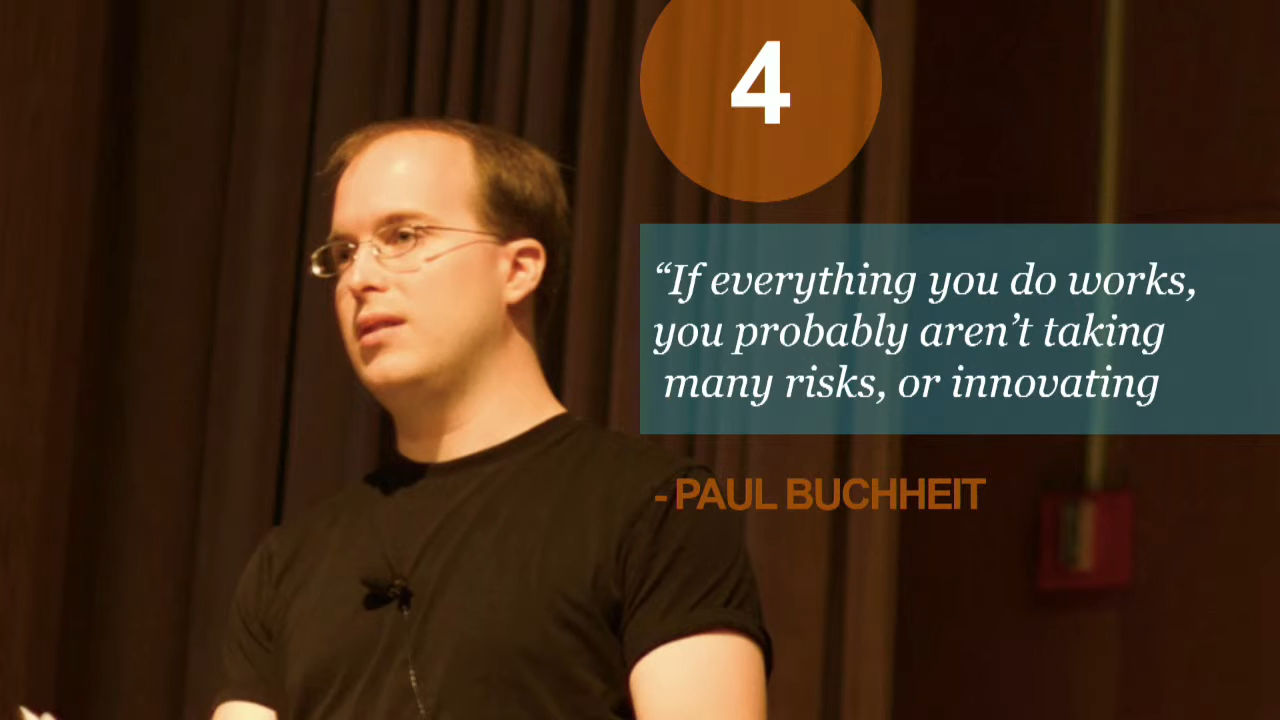 4
“If everything you do works,
you probably aren’t taking
many risks, or innovating
- PAUL BUCHHEIT